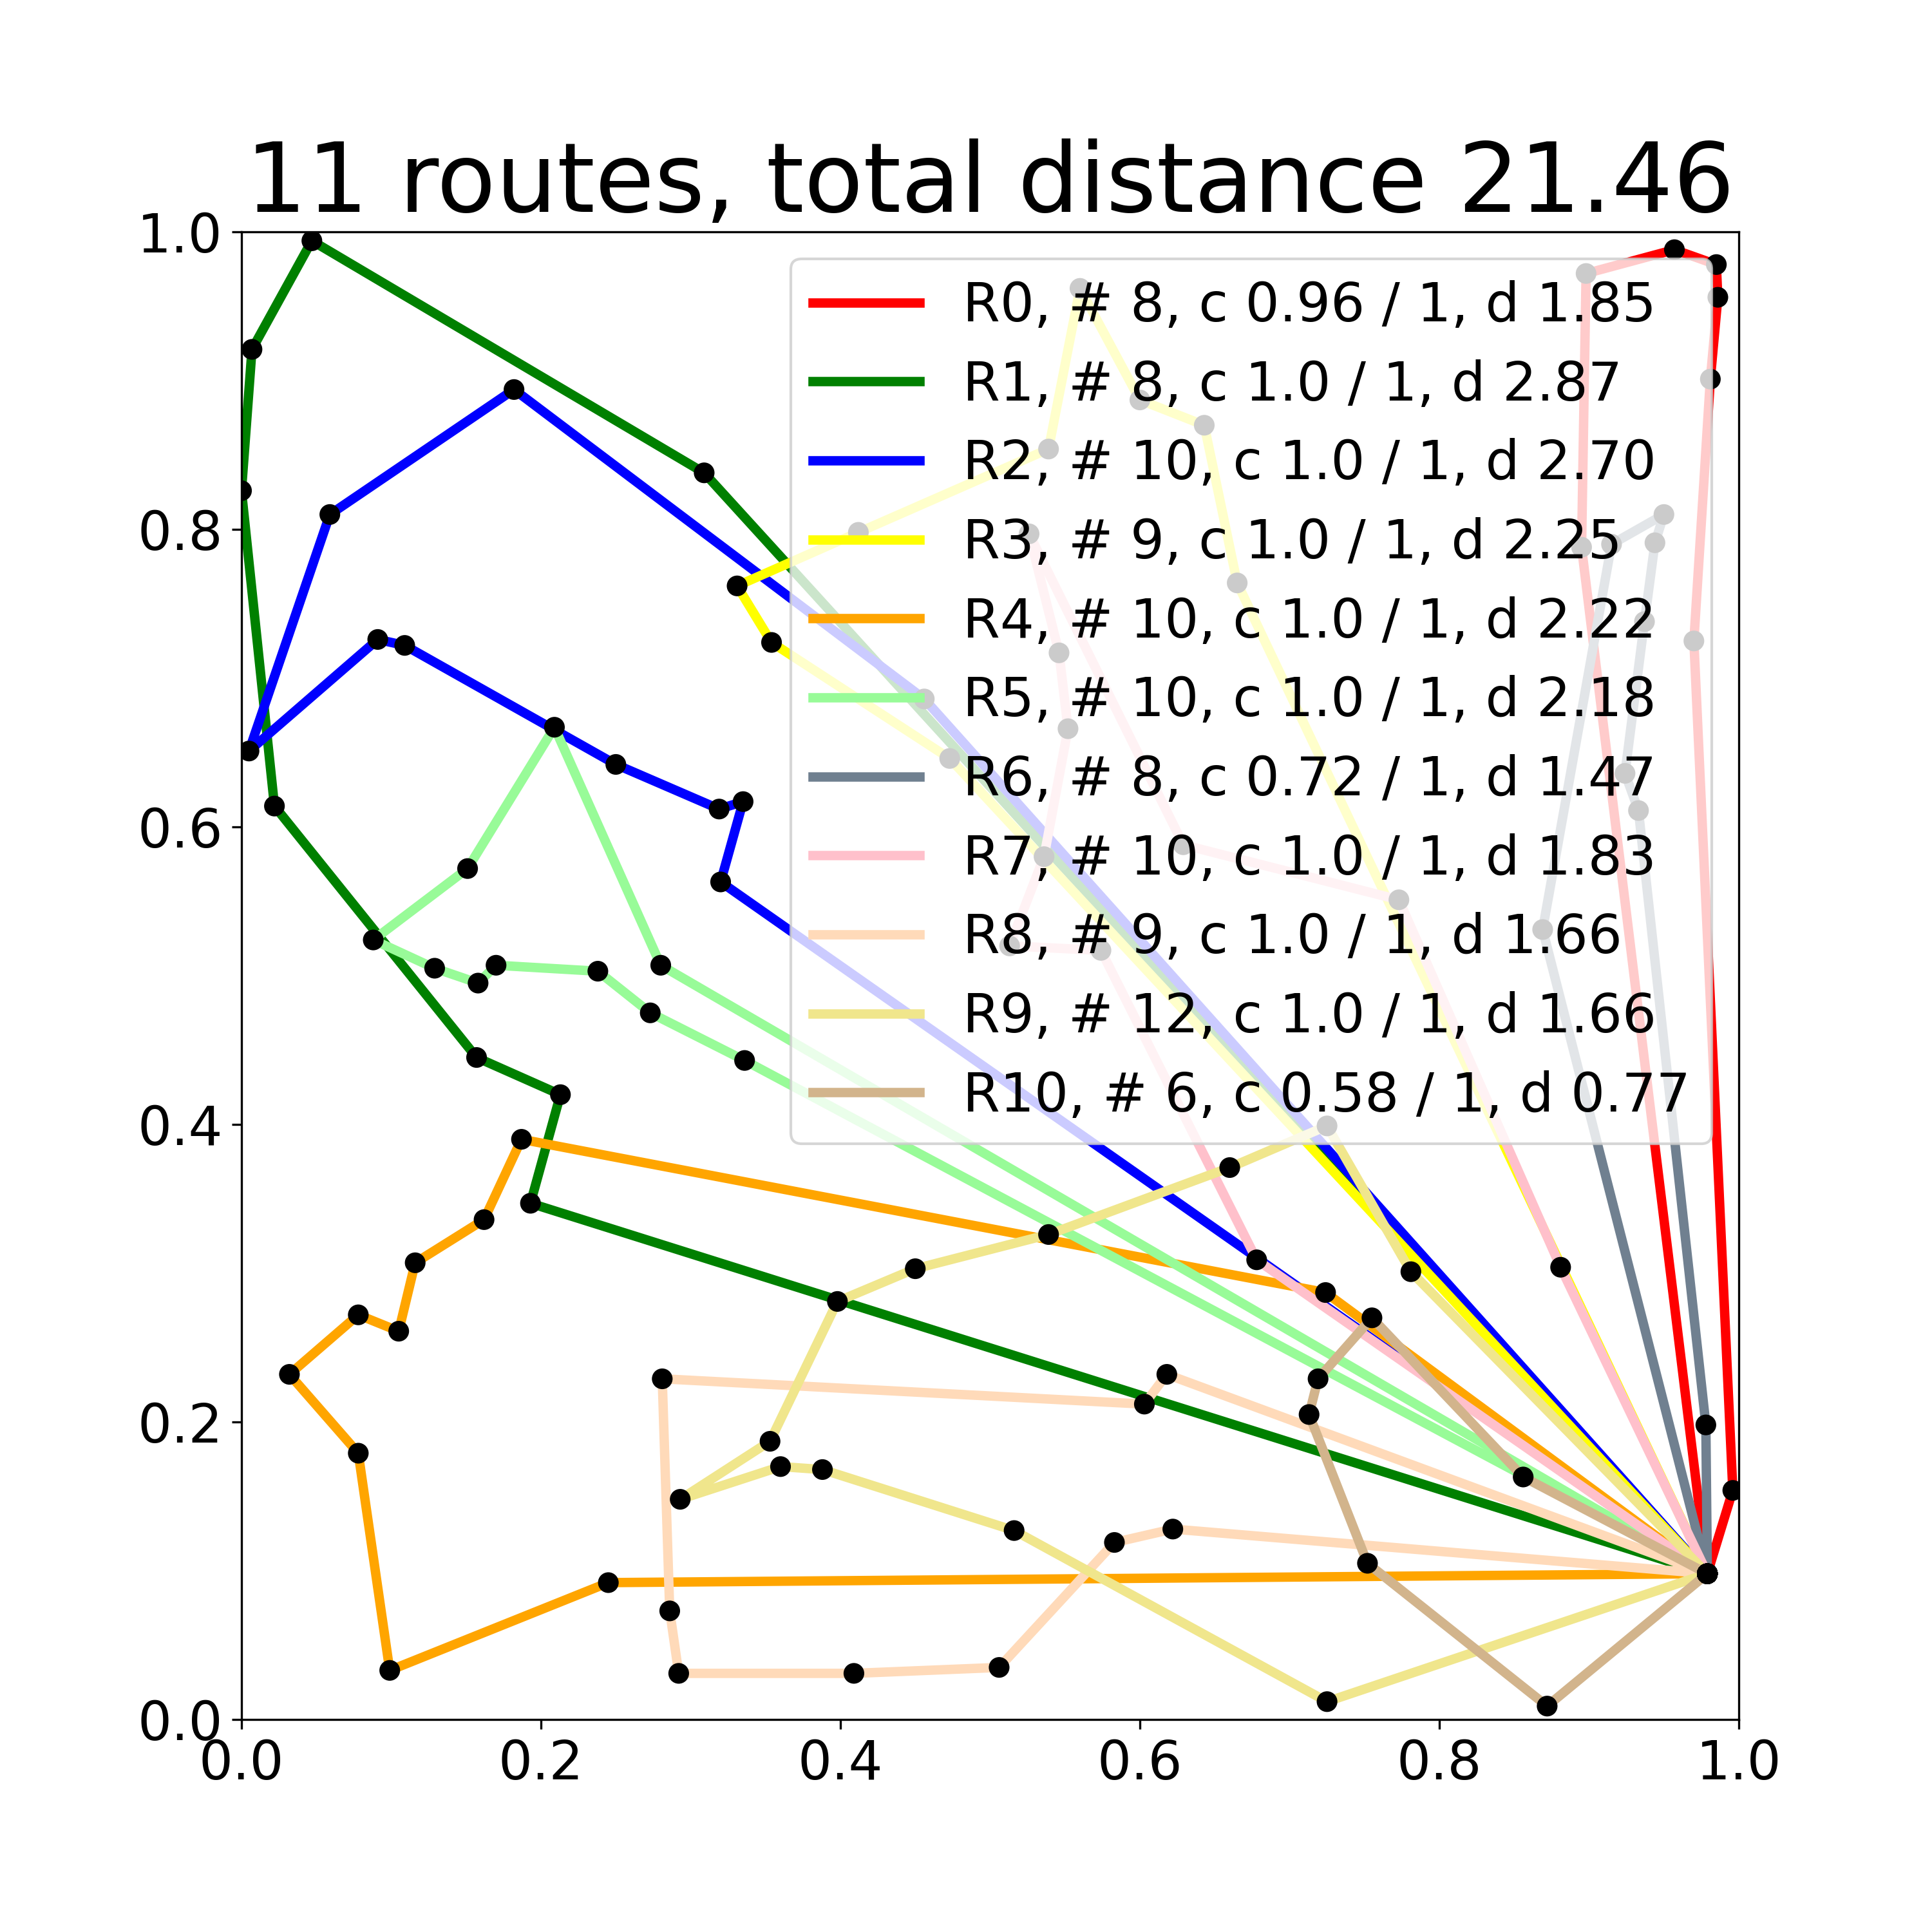 11 routes, total distance 21.46
1.0
0.8
0.6
0.4
0.2
0.0
0.0 0.2 0.4 0.6 0.8 1.0
R0, # 8, c 0.96 / 1, d 1.85
R1, # 8, c 1.0 / 1, d 2.87
R2, # 10, c 1.0 / 1, d 2.70
R3, # 9, c 1.0 / 1, d 2.25
R4, # 10, c 1.0 / 1, d 2.22
R5, # 10, c 1.0 / 1, d 2.18
R6, # 8, c 0.72 / 1, d 1.47
R7, # 10, c 1.0 / 1, d 1.83
R8, # 9, c 1.0 / 1, d 1.66
R9, # 12, c 1.0 / 1, d 1.66
R10, # 6, c 0.58 / 1, d 0.77